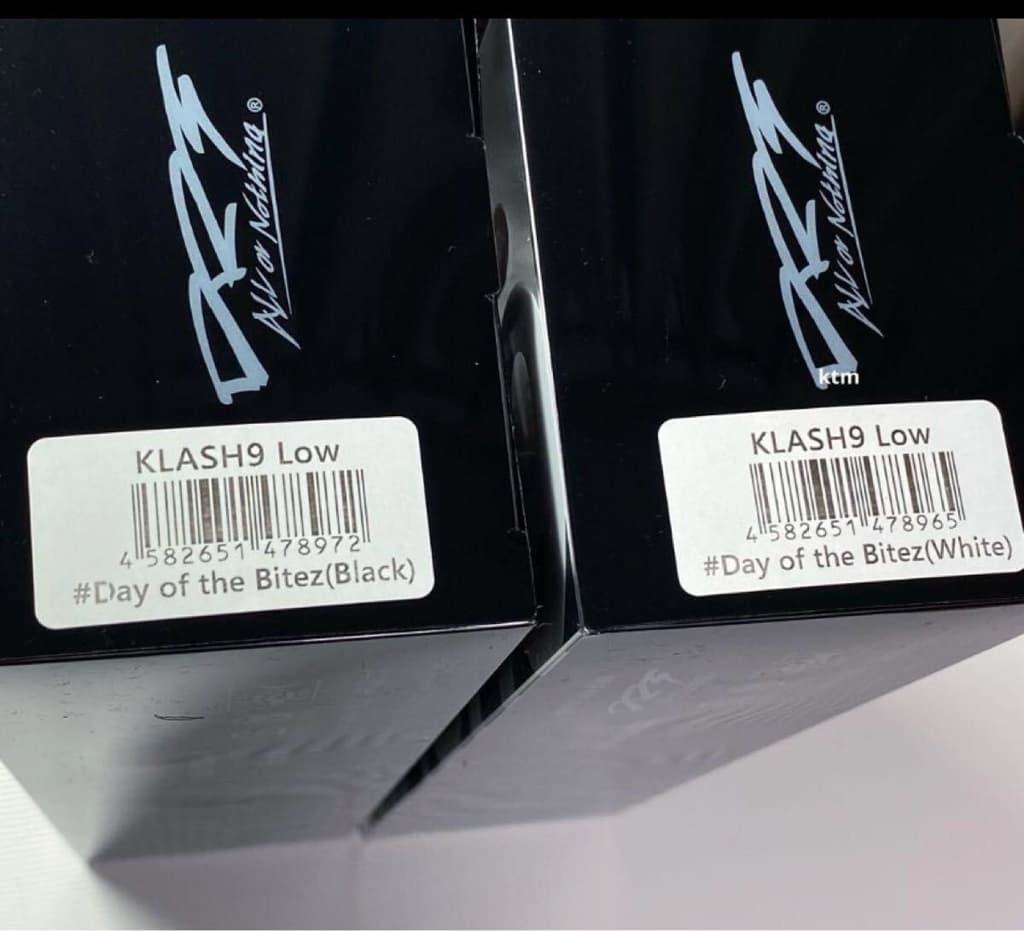 All or Nothing®
KLASH9 Low
4 582651 478972
#Day of the Bitez(Black)
All or Nothing®
ktm
KLASH9 Low
4 582651 478965
#Day of the Bitez(White)